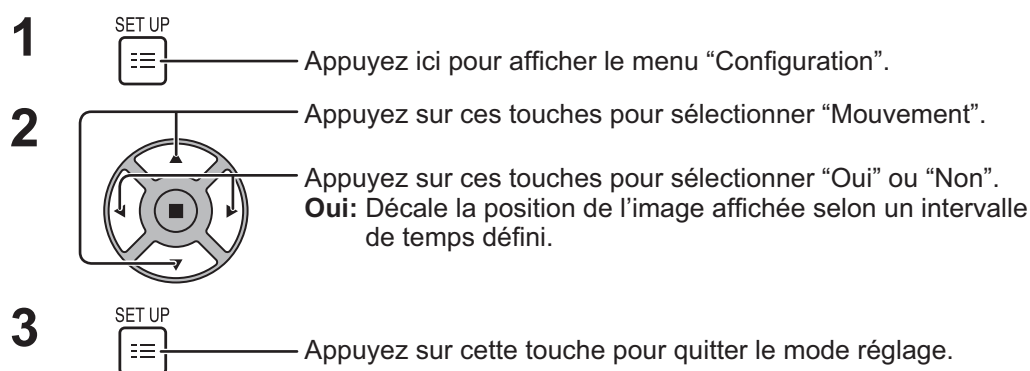 1
SET UP
Appuyez ici pour afficher le menu “Configuration”.
2
Appuyez sur ces touches pour sélectionner “Mouvement”.
Appuyez sur ces touches pour sélectionner “Oui” ou “Non”.
Oui: Décale la position de l’image affichée selon un intervalle
de temps défini.
3
SET UP
Appuyez sur cette touche pour quitter le mode réglage.